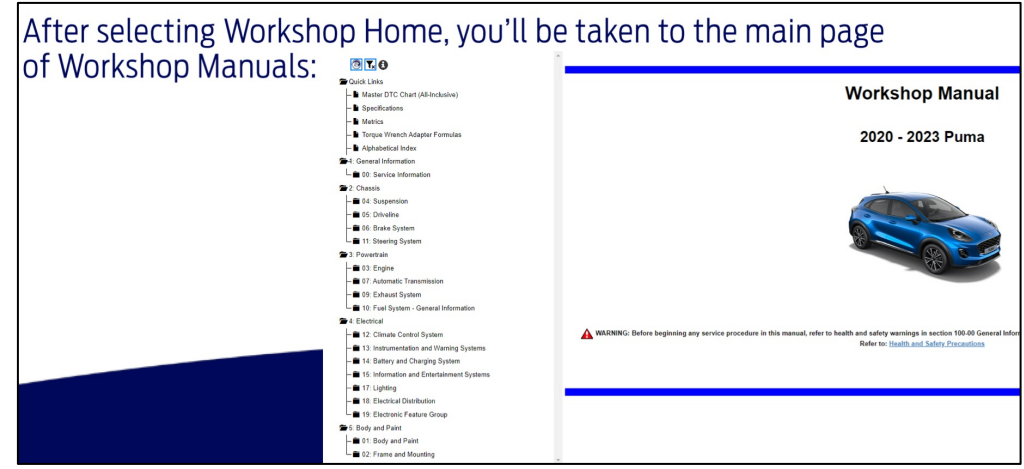 After selecting Workshop Home, you'll be taken to the main page
of Workshop Manuals:
Quick Links
Master DTC Chart (All-Inclusive)
Specifications
Metrics
Torque Wrench Adapter Formulas
Alphabetical Index
1: General Information
00: Service Information
2: Chassis
04: Suspension
05: Driveline
06: Brake System
11: Steering System
3: Powertrain
03: Engine
07: Automatic Transmission
09: Exhaust System
10: Fuel System - General Information
4: Electrical
12: Climate Control System
13: Instrumentation and Warning Systems
14: Battery and Charging System
15: Information and Entertainment Systems
17: Lighting
18: Electrical Distribution
19: Electronic Feature Group
5: Body and Paint
01: Body and Paint
02: Frame and Mounting
Workshop Manual
2020 - 2023 Puma
WARNING: Before beginning any service procedure in this manual, refer to health and safety warnings in section 100-00 General Infor
Refer to: Health and Safety Precautions